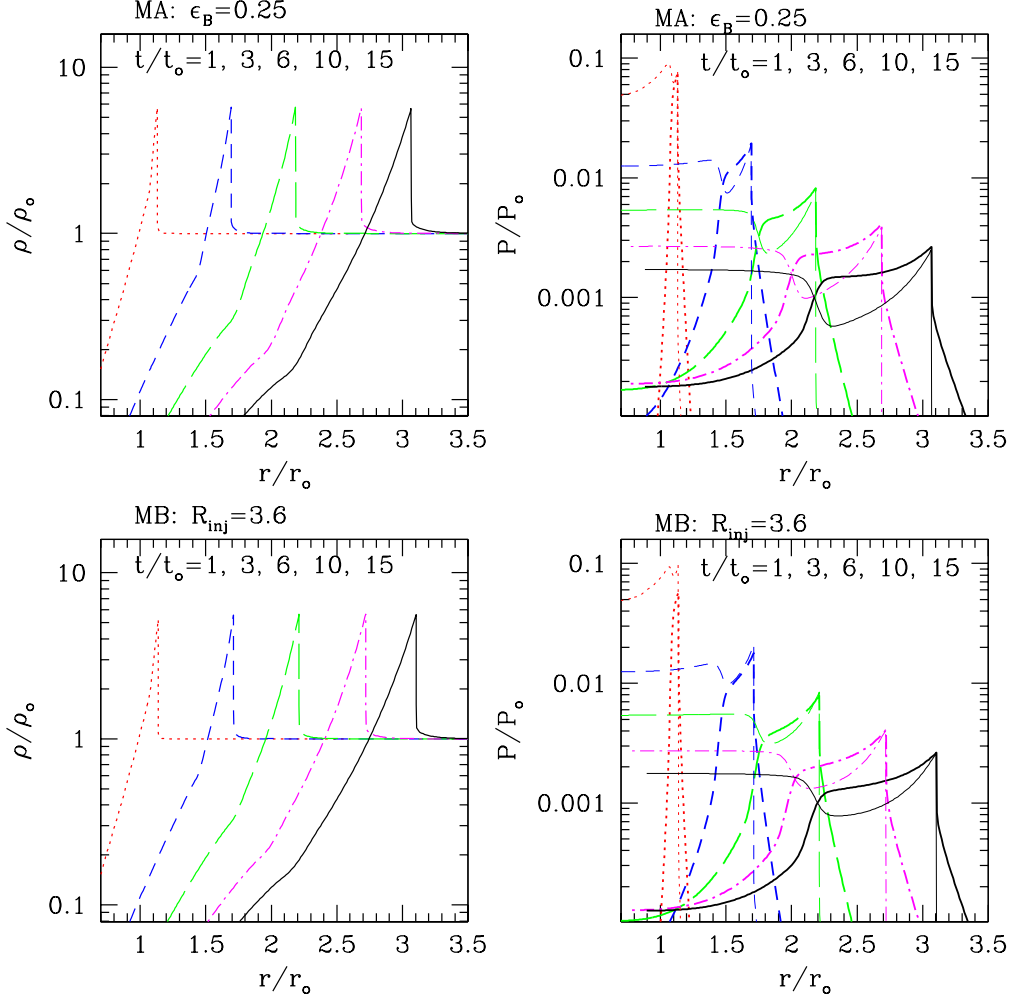 MA: ϵ_B=0.25
t/t_o=1, 3, 6, 10, 15
10
1
0.1
ρ/ρ_o
1 1.5 2 2.5 3 3.5
r/r_o
MA: ϵ_B=0.25
t/t_o=1, 3, 6, 10, 15
0.1
0.01
0.001
P/P_o
1 1.5 2 2.5 3 3.5
r/r_o
MB: R_inj=3.6
t/t_o=1, 3, 6, 10, 15
10
1
0.1
ρ/ρ_o
1 1.5 2 2.5 3 3.5
r/r_o
MB: R_inj=3.6
t/t_o=1, 3, 6, 10, 15
0.1
0.01
0.001
P/P_o
1 1.5 2 2.5 3 3.5
r/r_o